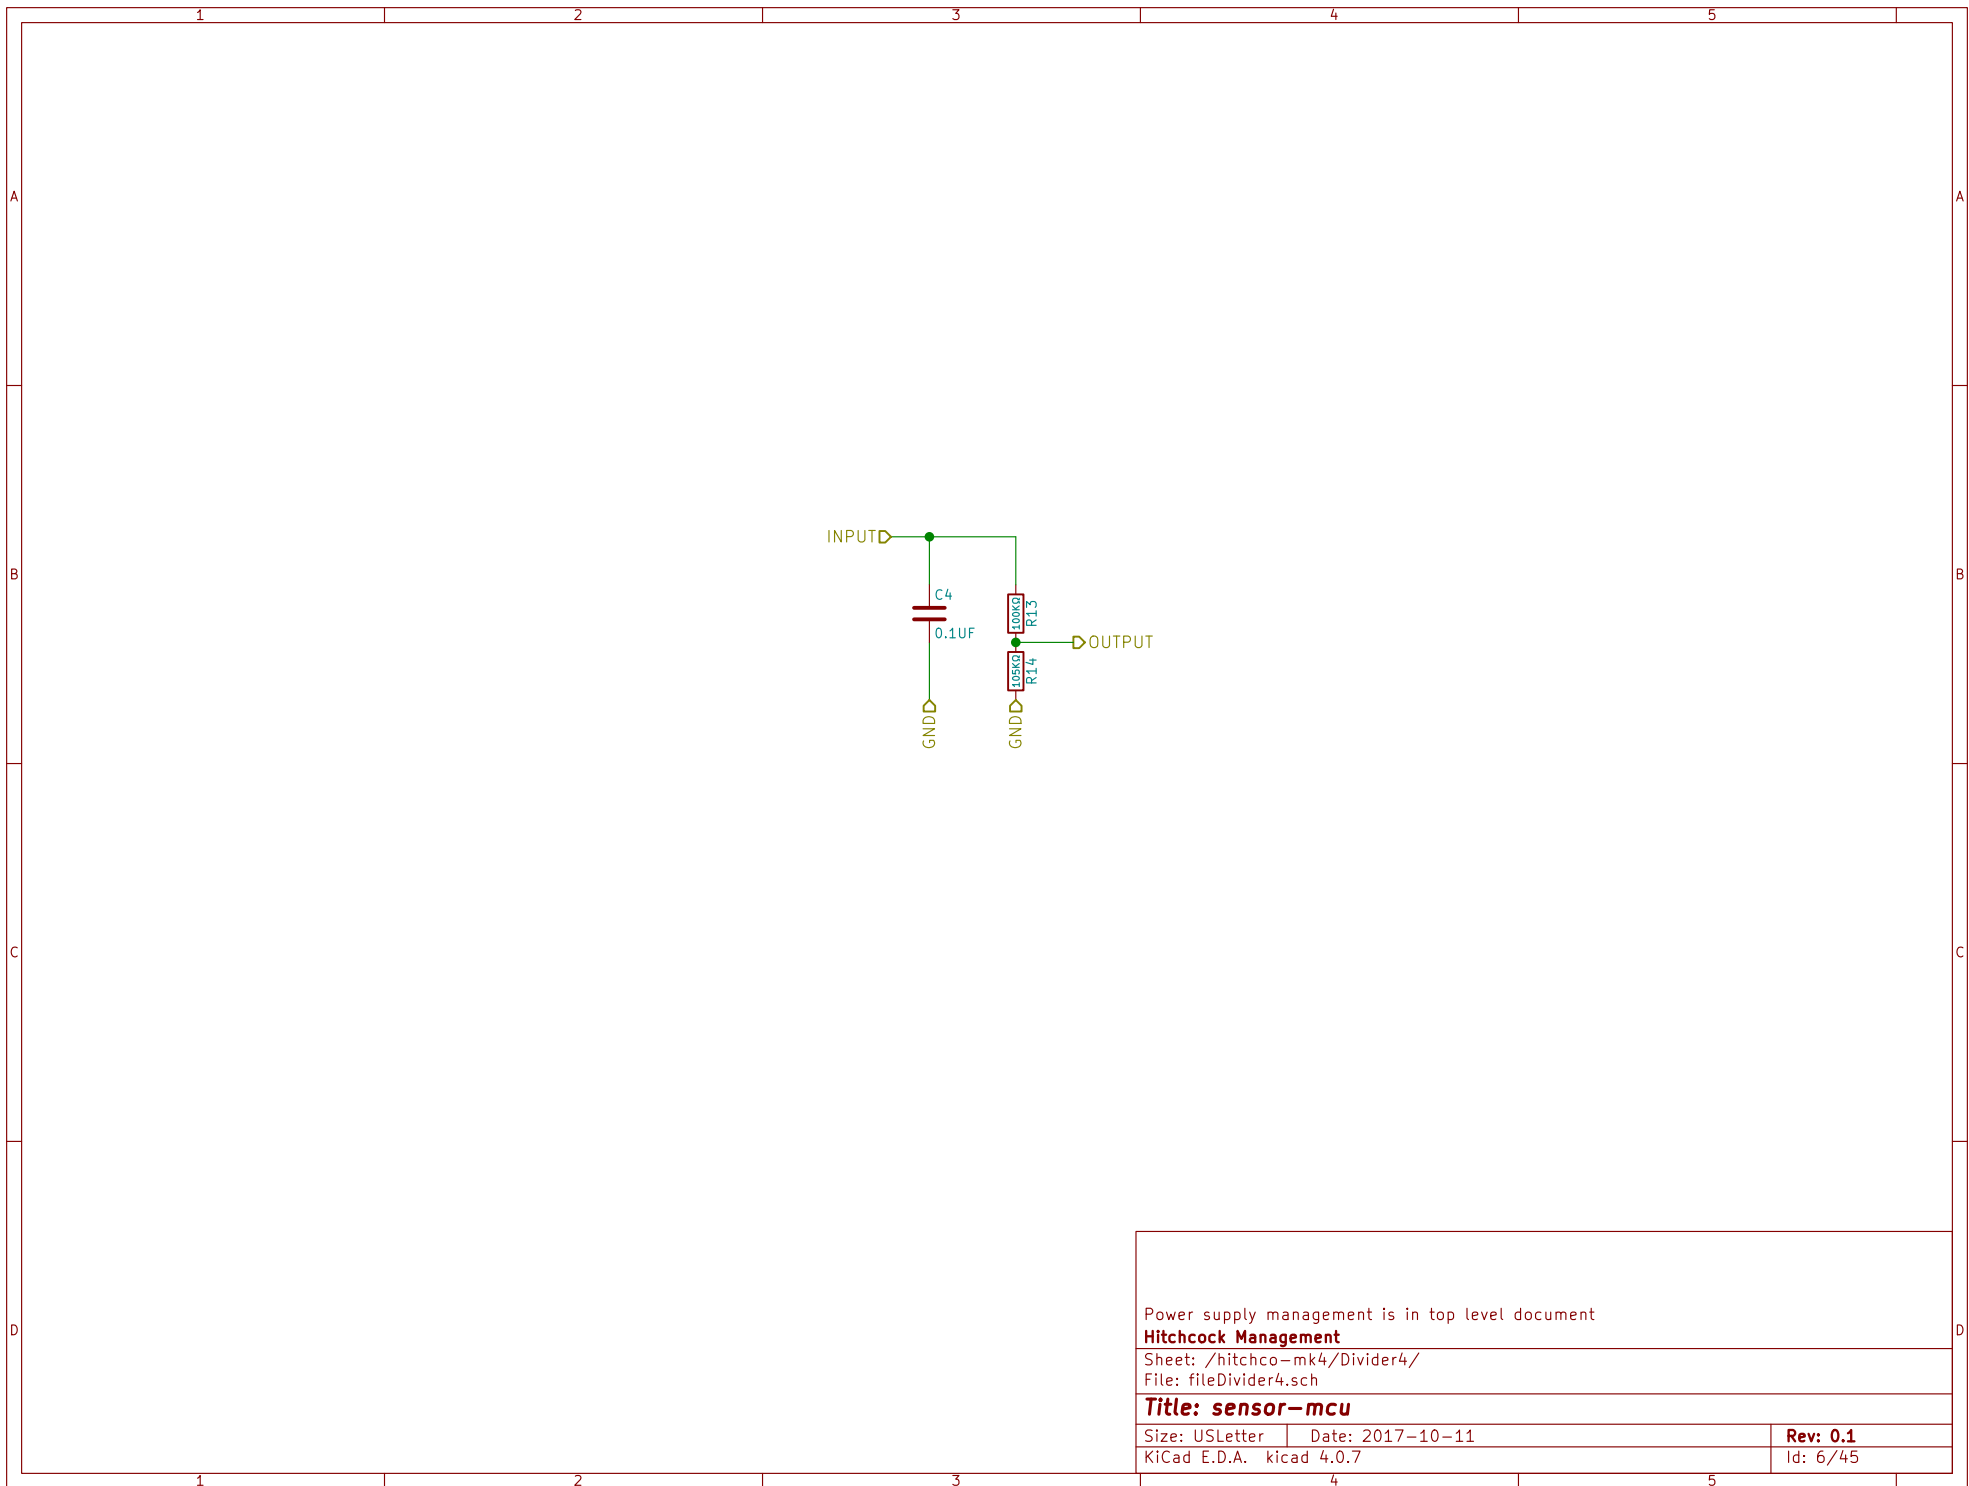 1 2 3 4 5
A A
INPUT
B B
C4
100KΩ R13
0.1UF
OUTPUT
105KΩ R14
GND GND
C C
Power supply management is in top level document
D D
Hitchcock Management
Sheet: /hitchco-mk4/Divider4/
File: fileDivider4.sch
Title: sensor-mcu
Size: USLetter Date: 2017-10-11 Rev: 0.1
KiCad E.D.A. kicad 4.0.7 Id: 6/45
1 2 3 4 5